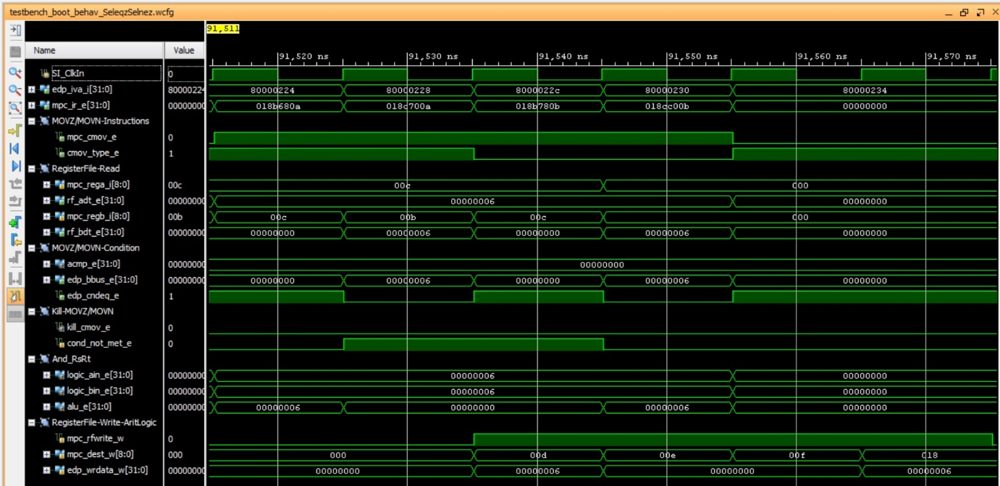 testbench_boot_behav_SeleqzSelnez.wcfg
91,511
Name Value
91,520 ns 91,530 ns 91,540 ns 91,550 ns 91,560 ns 91,570 ns
SI_ClkIn 0
edp_iva_i[31:0] 80000224 80000224 80000228 8000022c 80000230 80000234
mpc_ir_e[31:0] 00000000 018b680a 018c700a 018b780b 018cc00b 00000000
MOVZ/MOVN-Instructions
mpc_cmov_e 0
cmov_type_e 1
RegisterFile-Read
mpc_rega_i[8:0] 00c 00c 000
rf_adt_e[31:0] 00000000 00000006 00000000
mpc_regb_i[8:0] 00b 00c 00b 00c 000
rf_bdt_e[31:0] 00000000 00000000 00000006 00000000 00000006 00000000
MOVZ/MOVN-Condition
acmp_e[31:0] 00000000 00000000
edp_bbus_e[31:0] 00000000 00000000 00000006 00000000 00000006 00000000
edp_cndeq_e 1
Kill-MOVZ/MOVN
kill_cmov_e 0
cond_not_met_e 0
And_RsRt
logic_ain_e[31:0] 00000000 00000006 00000000
logic_bin_e[31:0] 00000000 00000006 00000000
alu_e[31:0] 00000000 00000006 00000000 00000006 00000000
RegisterFile-Write-AritLogic
mpc_rfwrite_w 0
mpc_dest_w[8:0] 000 000 00d 00e 00f 018
edp_wrdata_w[31:0] 00000000 00000000 00000006 00000000 00000006